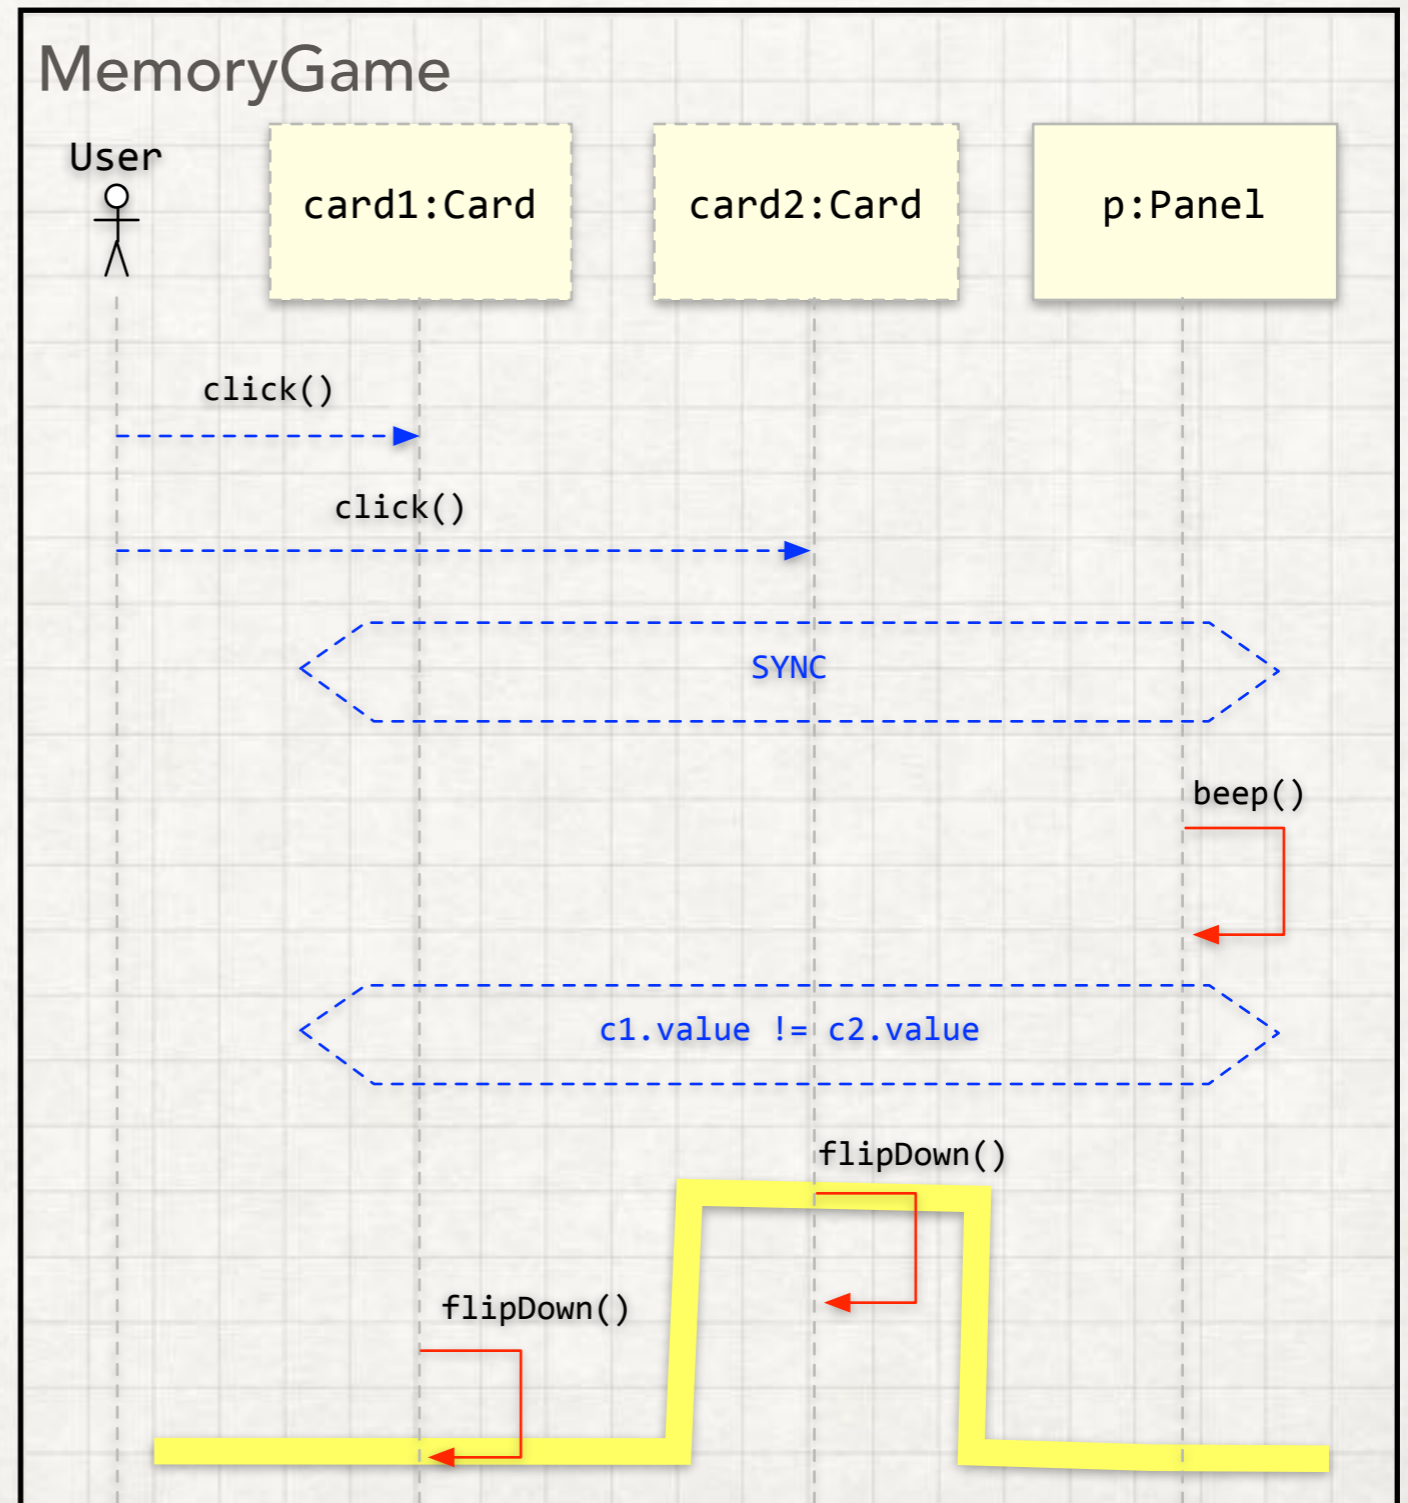 MemoryGame
User
card1:Card
card2:Card
p:Panel
click()
click()
SYNC
beep()
c1.value != c2.value
flipDown()
flipDown()